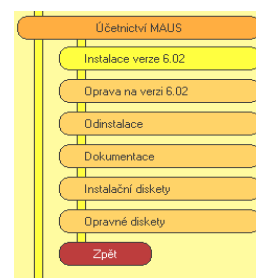 Účetnictví MAUS
Instalace verze 6.02
Oprava na verzi 6.02
Odinstalace
Dokumentace
Instalační diskety
Opravné diskety
Zpět